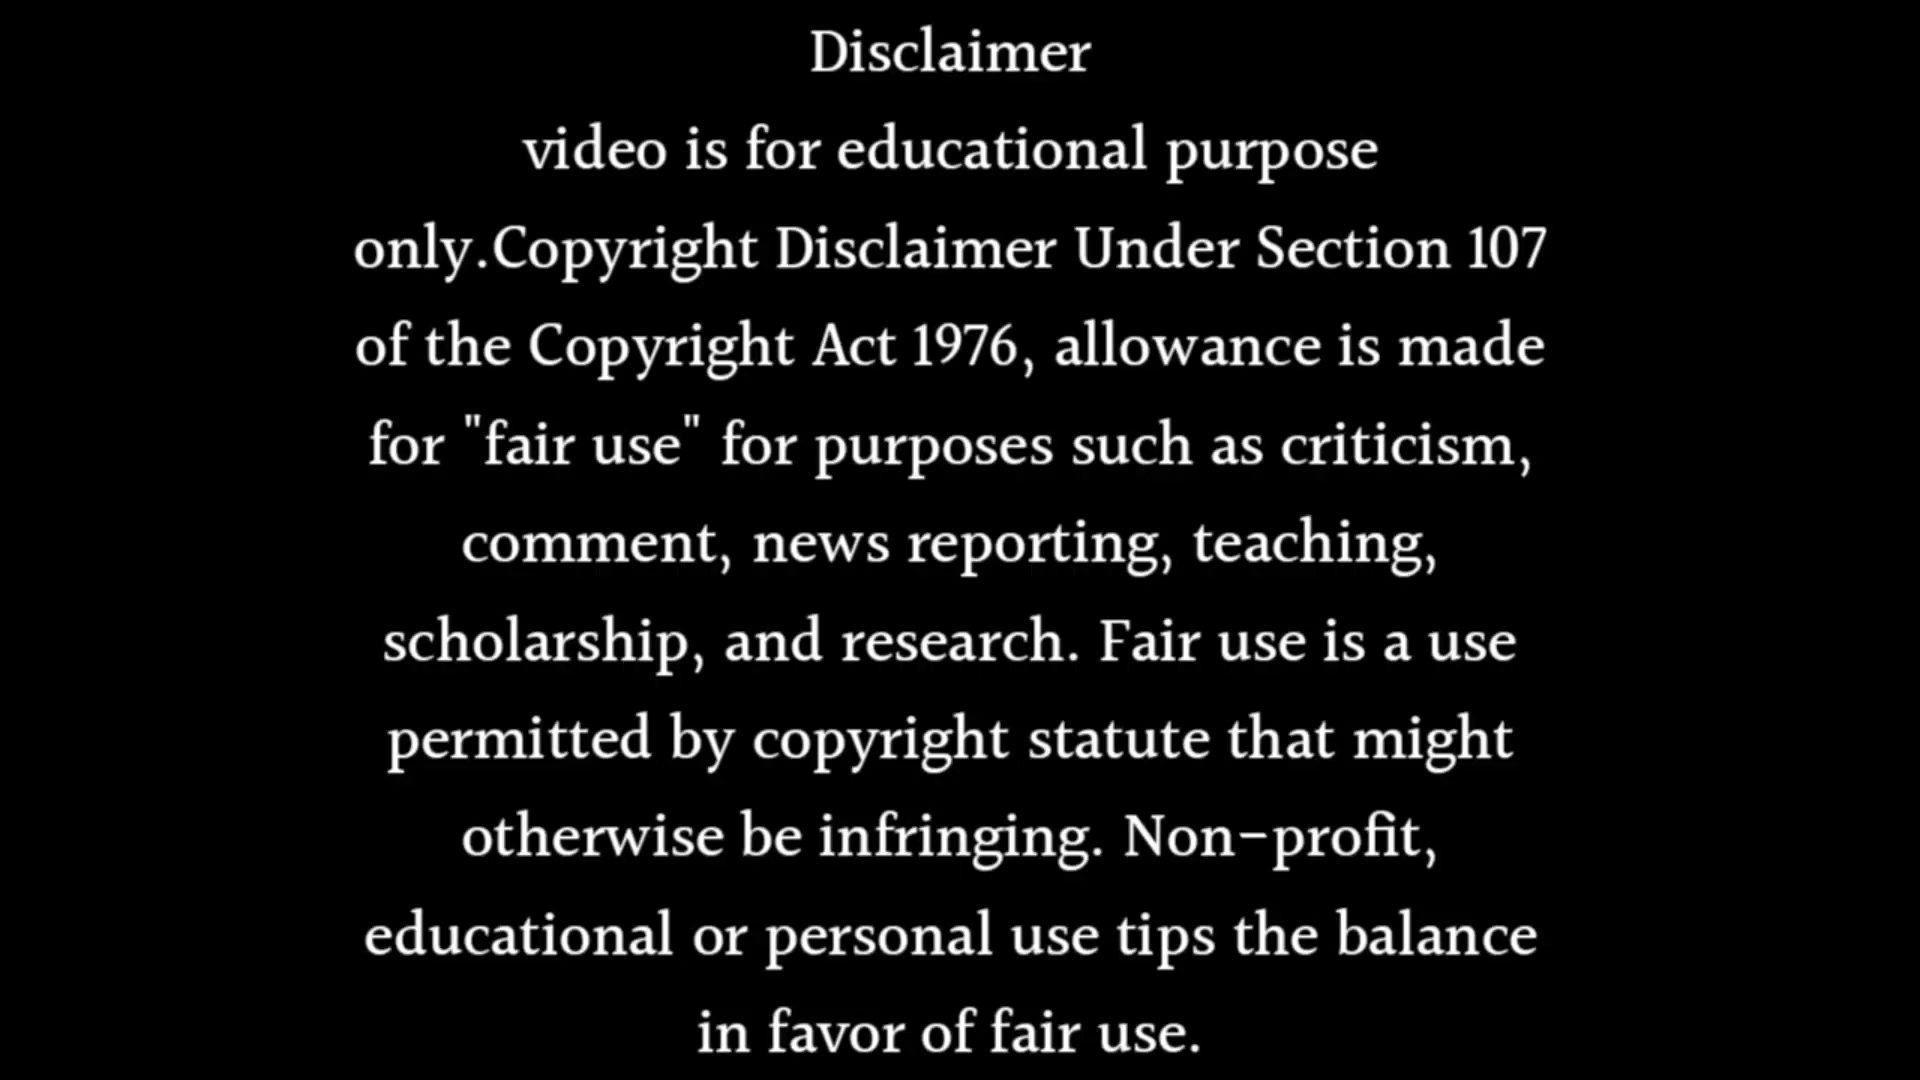 Disclaimer
video is for educational purpose
only.Copyright Disclaimer Under Section 107
of the Copyright Act 1976, allowance is made
for "fair use" for purposes such as criticism,
comment, news reporting, teaching,
scholarship, and research. Fair use is a use
permitted by copyright statute that might
otherwise be infringing. Non-profit,
educational or personal use tips the balance
in favor of fair use.